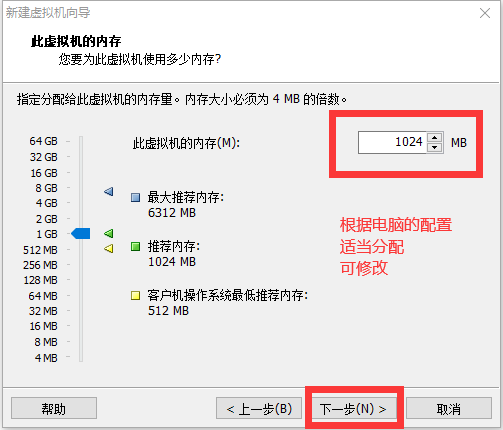 新建虚拟机向导
此虚拟机的内存
您要为此虚拟机使用多少内存?
指定分配给此虚拟机的内存量。内存大小必须为 4 MB 的倍数。
64 GB
32 GB
16 GB
8 GB
4 GB
2 GB
1 GB
512 MB
256 MB
128 MB
64 MB
32 MB
16 MB
8 MB
4 MB
此虚拟机的内存(M):
1024 MB
最大推荐内存:
6312 MB
推荐内存:
1024 MB
客户机操作系统最低推荐内存:
512 MB
根据电脑的配置
适当分配
可修改
帮助
< 上一步(B)
下一步(N) >
取消